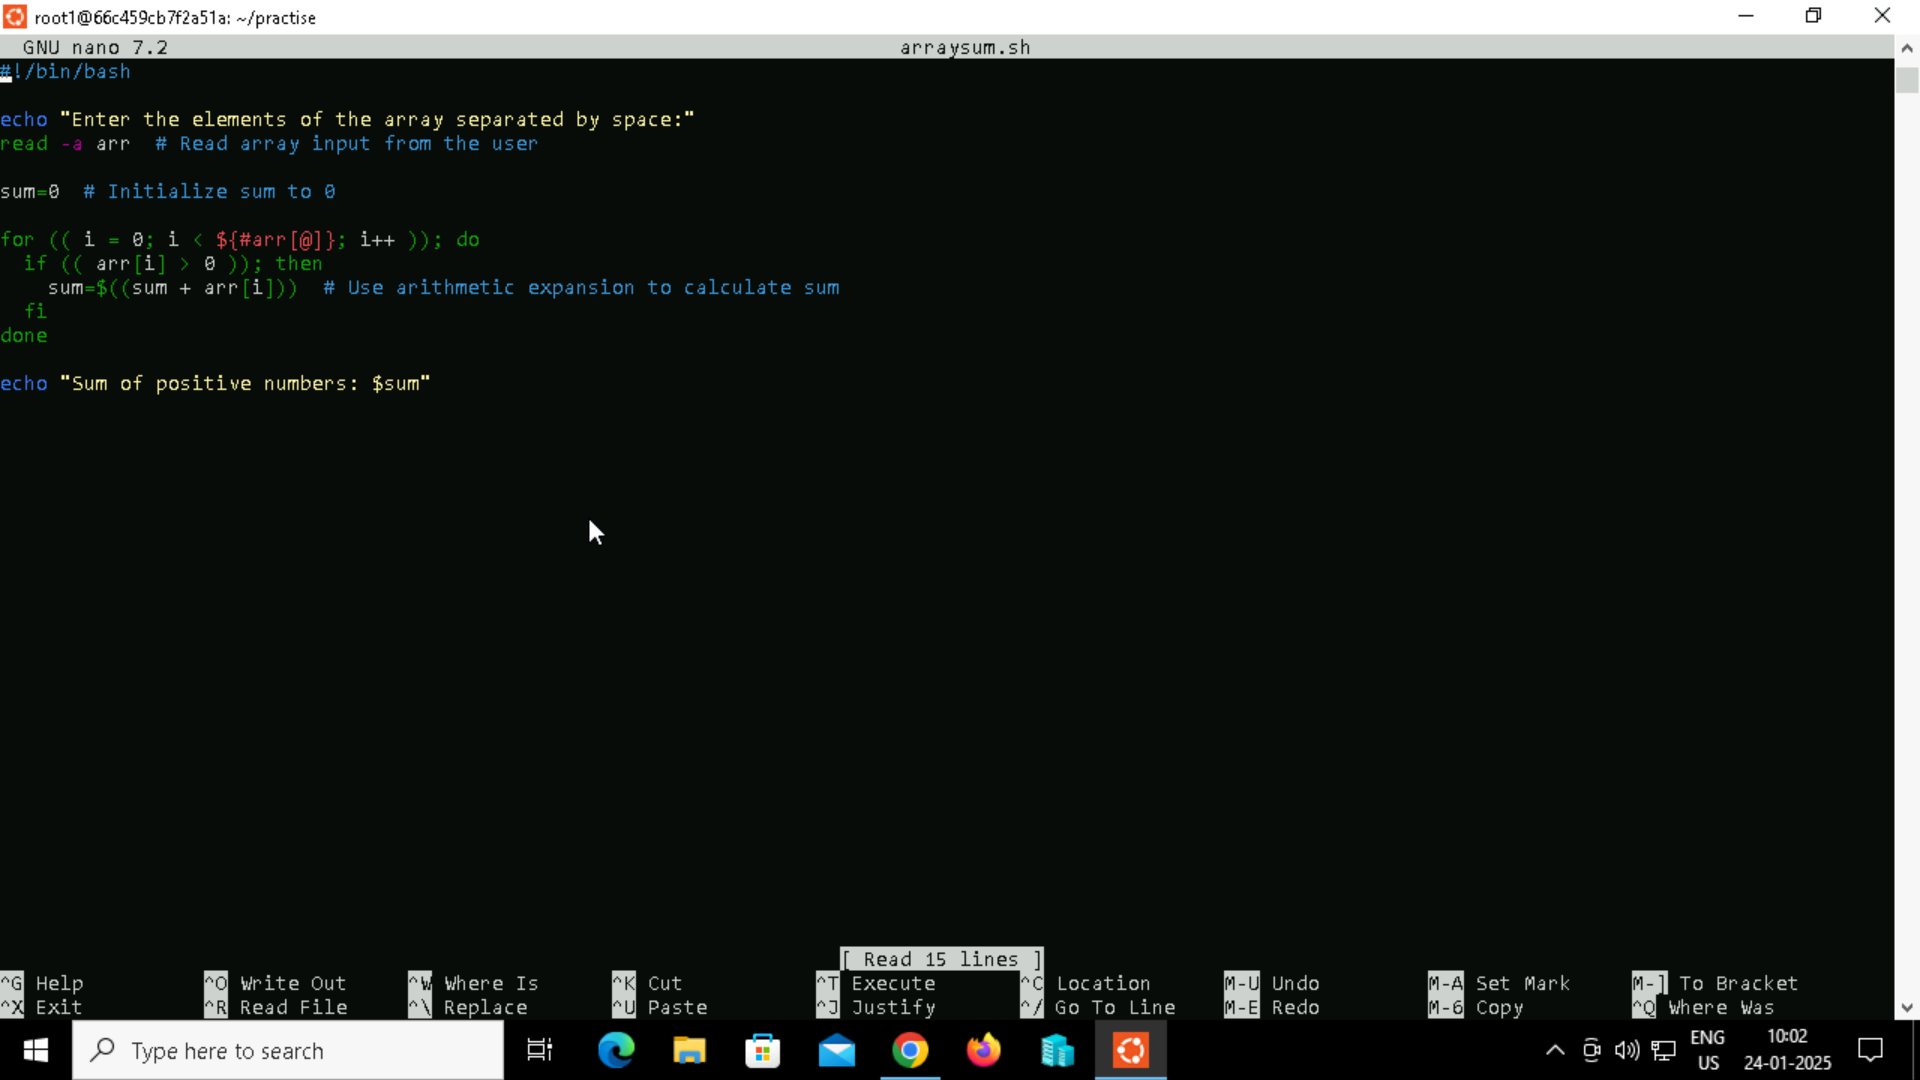 root1@66c459cb7f2a51a: ~/practise
GNU nano 7.2 arraysum.sh
#!/bin/bash
echo "Enter the elements of the array separated by space:"
read -a arr  # Read array input from the user
sum=0  # Initialize sum to 0
for (( i = 0; i < ${#arr[@]}; i++ )); do
  if (( arr[i] > 0 )); then
    sum=$((sum + arr[i]))  # Use arithmetic expansion to calculate sum
  fi
done
echo "Sum of positive numbers: $sum"
[ Read 15 lines ]
^G Help ^O Write Out ^W Where Is ^K Cut ^T Execute ^C Location M-U Undo M-A Set Mark M-] To Bracket
^X Exit ^R Read File ^\ Replace ^U Paste ^J Justify ^/ Go To Line M-E Redo M-6 Copy ^Q Where Was
Type here to search
ENG
US
10:02
24-01-2025